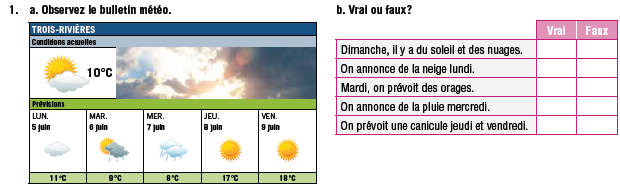 1. a. Observez le bulletin météo.
TROIS-RIVIÈRES
Conditions actuelles
10°C
Prévisions
LUN. MAR. MER. JEU. VEN.
5 juin 6 juin 7 juin 8 juin 9 juin
11°C 9°C 8°C 17°C 18°C
b. Vrai ou faux?
Vrai Faux
Dimanche, il y a du soleil et des nuages.
On annonce de la neige lundi.
Mardi, on prévoit des orages.
On annonce de la pluie mercredi.
On prévoit une canicule jeudi et vendredi.